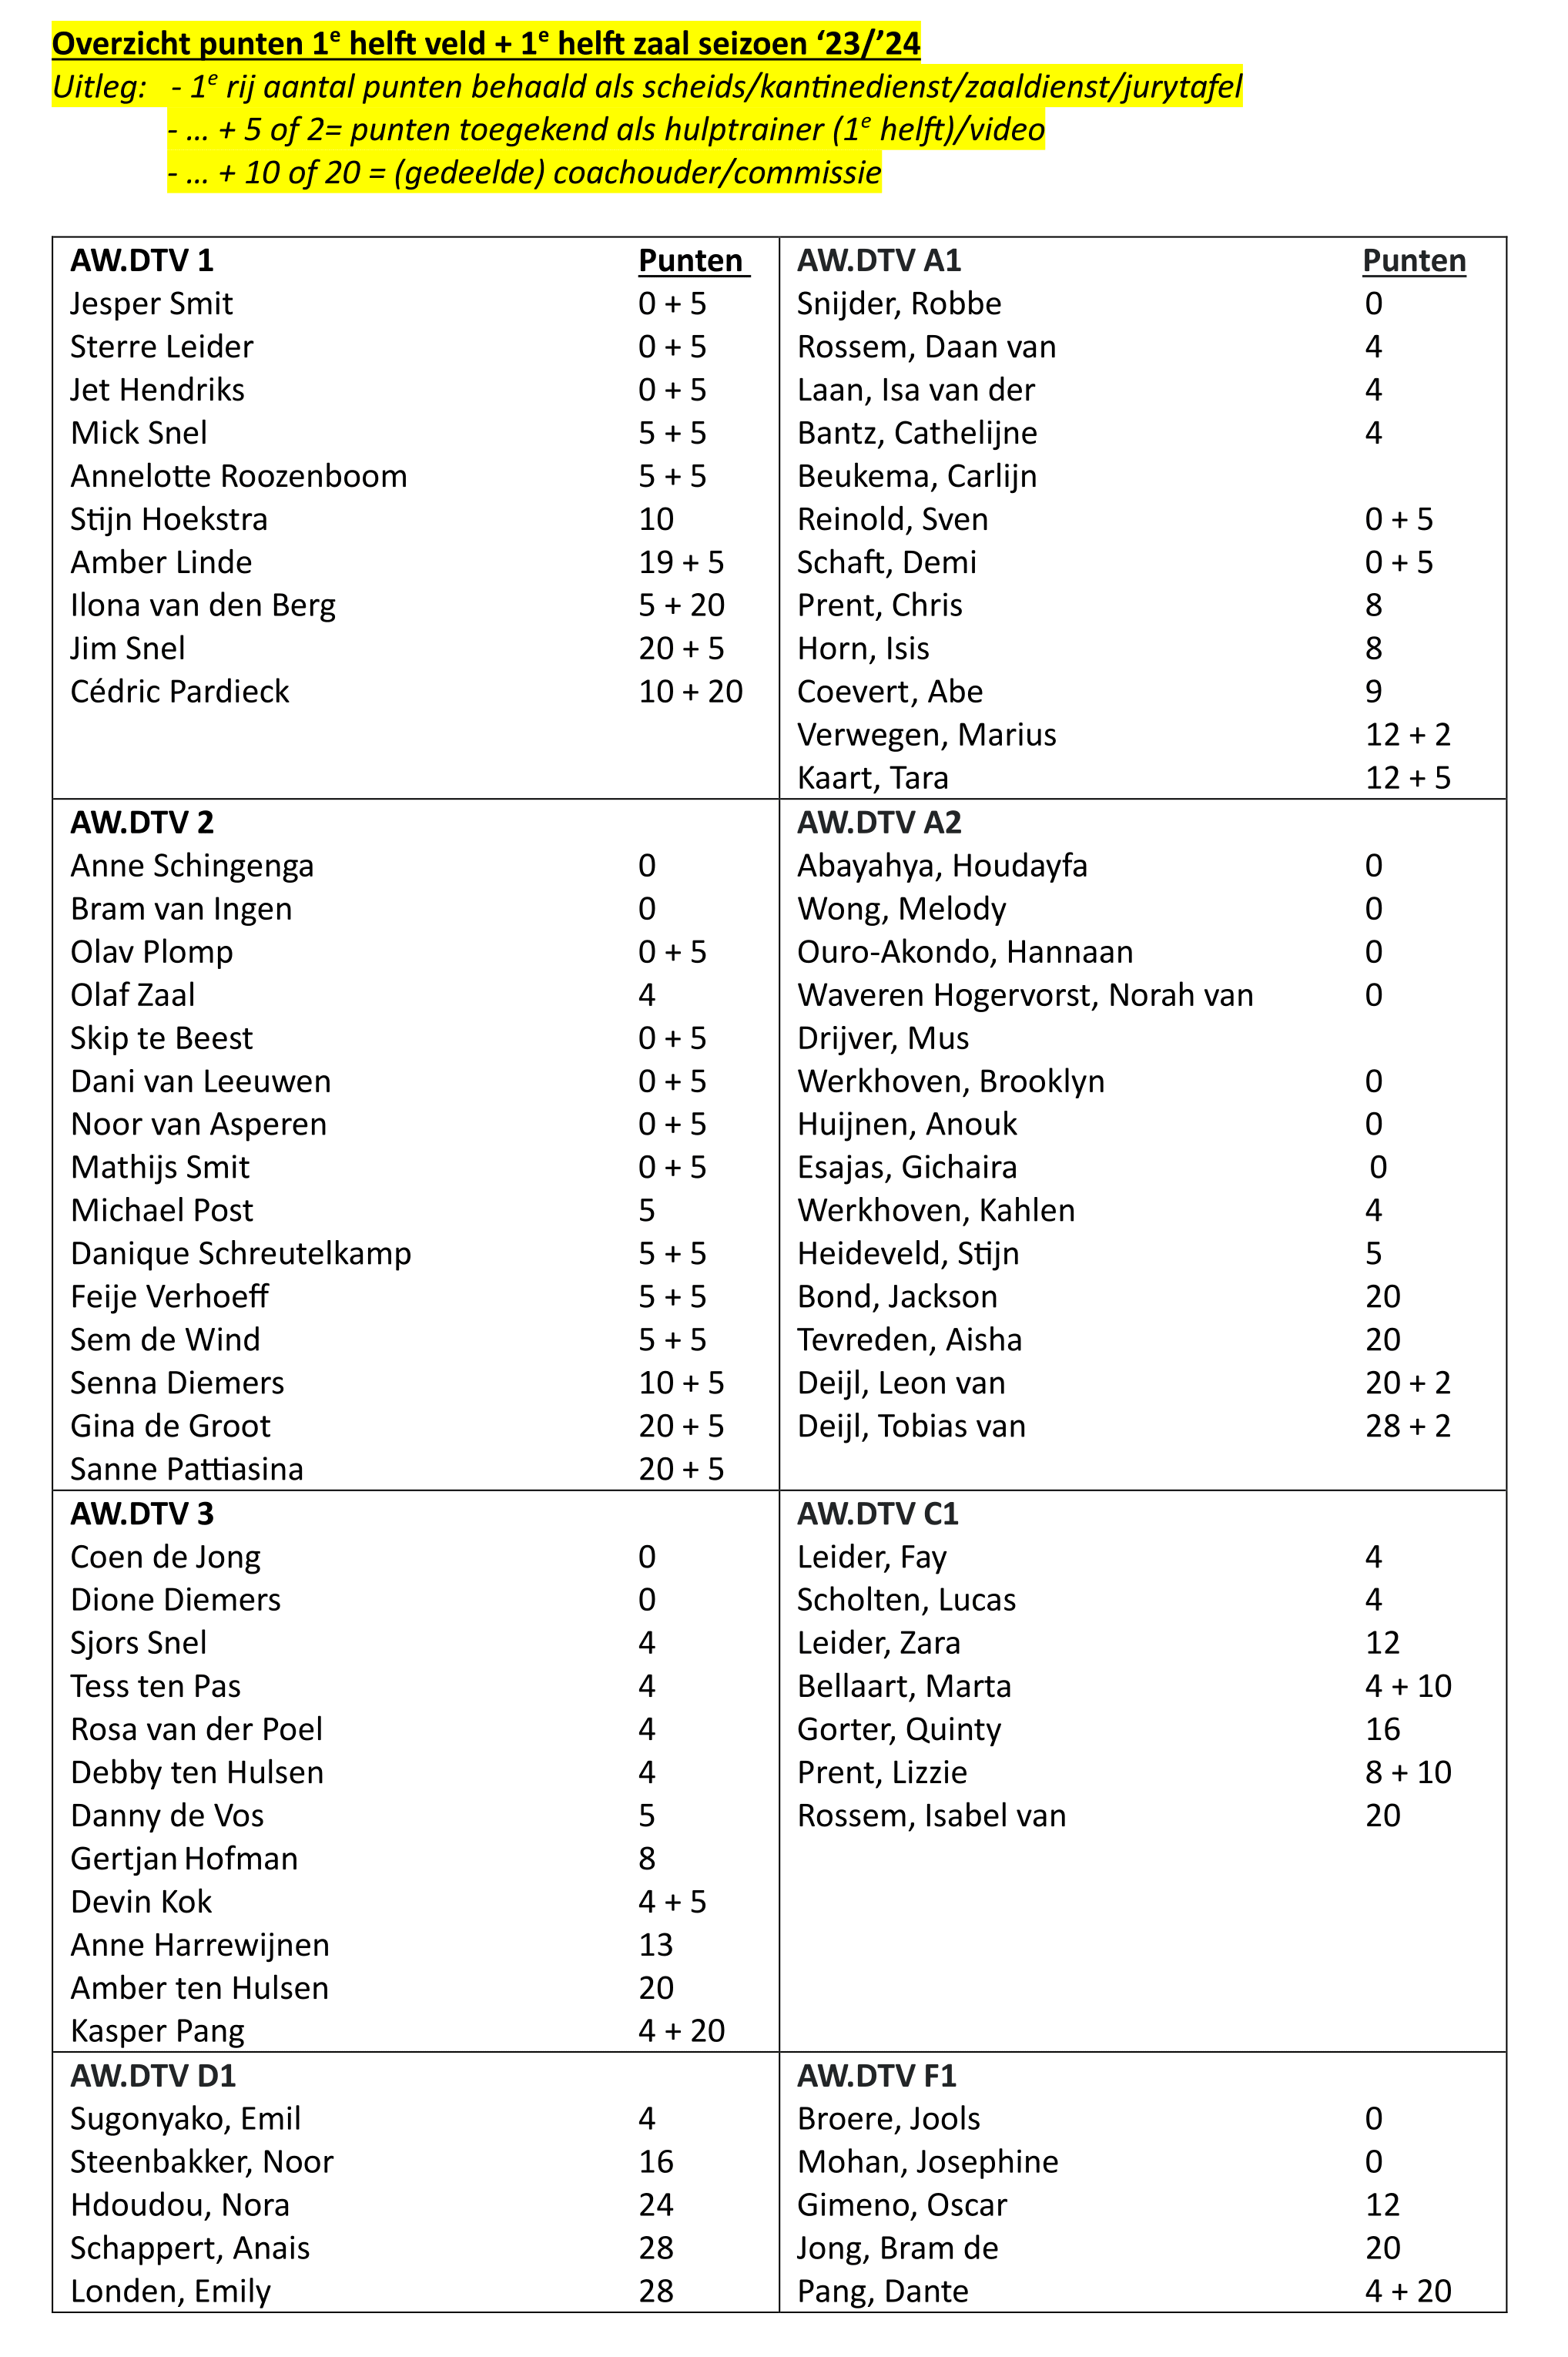 Overzicht punten 1e helft veld + 1e helft zaal seizoen ‘23/’24
Uitleg: - 1e rij aantal punten behaald als scheids/kantinedienst/zaaldienst/jurytafel
- … + 5 of 2= punten toegekend als hulptrainer (1e helft)/video
- … + 10 of 20 = (gedeelde) coachouder/commissie
AW.DTV 1 Punten
Jesper Smit 0 + 5
Sterre Leider 0 + 5
Jet Hendriks 0 + 5
Mick Snel 5 + 5
Annelotte Roozenboom 5 + 5
Stijn Hoekstra 10
Amber Linde 19 + 5
Ilona van den Berg 5 + 20
Jim Snel 20 + 5
Cédric Pardieck 10 + 20
AW.DTV A1 Punten
Snijder, Robbe 0
Rossem, Daan van 4
Laan, Isa van der 4
Bantz, Cathelijne 4
Beukema, Carlijn
Reinold, Sven 0 + 5
Schaft, Demi 0 + 5
Prent, Chris 8
Horn, Isis 8
Coevert, Abe 9
Verwegen, Marius 12 + 2
Kaart, Tara 12 + 5
AW.DTV 2
Anne Schingenga 0
Bram van Ingen 0
Olav Plomp 0 + 5
Olaf Zaal 4
Skip te Beest 0 + 5
Dani van Leeuwen 0 + 5
Noor van Asperen 0 + 5
Mathijs Smit 0 + 5
Michael Post 5
Danique Schreutelkamp 5 + 5
Feije Verhoeff 5 + 5
Sem de Wind 5 + 5
Senna Diemers 10 + 5
Gina de Groot 20 + 5
Sanne Pattiasina 20 + 5
AW.DTV A2
Abayahya, Houdayfa 0
Wong, Melody 0
Ouro-Akondo, Hannaan 0
Waveren Hogervorst, Norah van 0
Drijver, Mus
Werkhoven, Brooklyn 0
Huijnen, Anouk 0
Esajas, Gichaira 0
Werkhoven, Kahlen 4
Heideveld, Stijn 5
Bond, Jackson 20
Tevreden, Aisha 20
Deijl, Leon van 20 + 2
Deijl, Tobias van 28 + 2
AW.DTV 3
Coen de Jong 0
Dione Diemers 0
Sjors Snel 4
Tess ten Pas 4
Rosa van der Poel 4
Debby ten Hulsen 4
Danny de Vos 5
Gertjan Hofman 8
Devin Kok 4 + 5
Anne Harrewijnen 13
Amber ten Hulsen 20
Kasper Pang 4 + 20
AW.DTV C1
Leider, Fay 4
Scholten, Lucas 4
Leider, Zara 12
Bellaart, Marta 4 + 10
Gorter, Quinty 16
Prent, Lizzie 8 + 10
Rossem, Isabel van 20
AW.DTV D1
Sugonyako, Emil 4
Steenbakker, Noor 16
Hdoudou, Nora 24
Schappert, Anais 28
Londen, Emily 28
AW.DTV F1
Broere, Jools 0
Mohan, Josephine 0
Gimeno, Oscar 12
Jong, Bram de 20
Pang, Dante 4 + 20